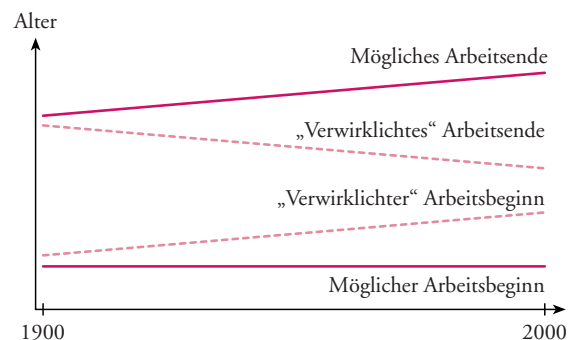 Alter
Mögliches Arbeitsende
„Verwirklichtes“ Arbeitsende
„Verwirklichter“ Arbeitsbeginn
Möglicher Arbeitsbeginn
1900 2000